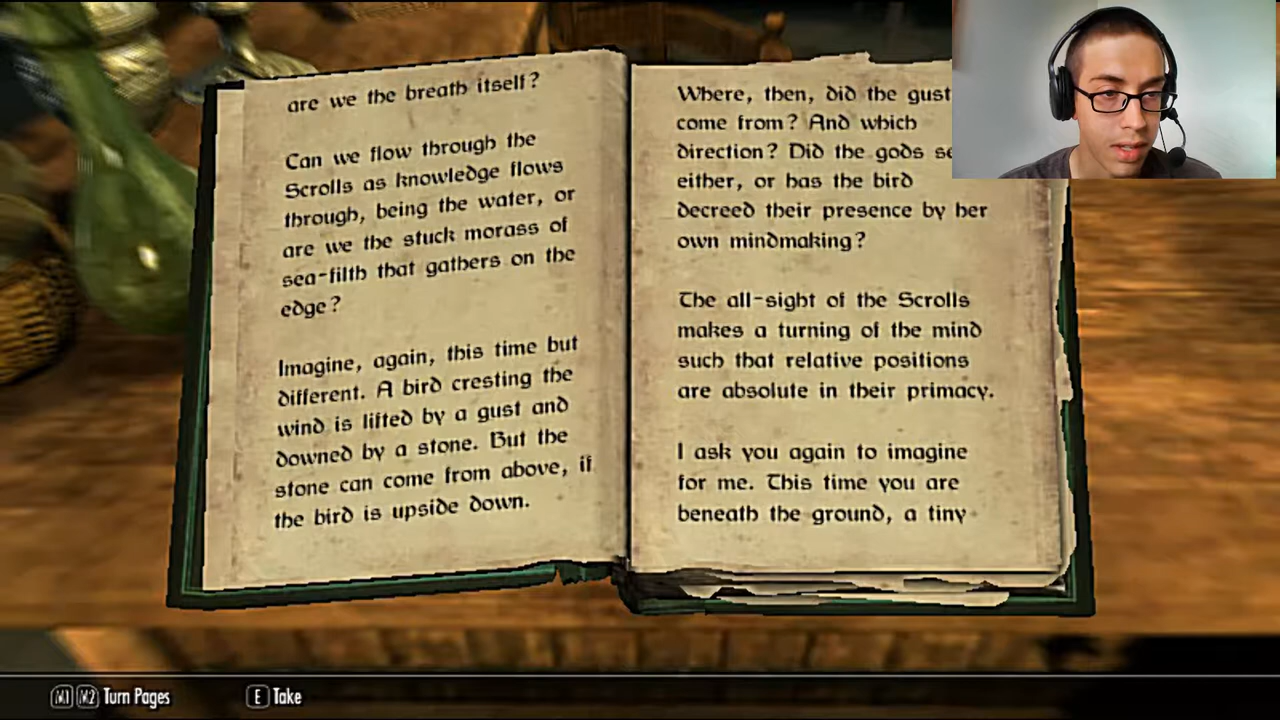 are we the breath itself?
Can we flow through the
Scrolls as knowledge flows
through, being the water, or
are we the stuck morass of
sea-filth that gathers on the
edge?
Imagine, again, this time but
different. A bird cresting the
wind is lifted by a gust and
downed by a stone. But the
stone can come from above, if
the bird is upside down.
Where, then, did the gust
come from? And which
direction? Did the gods
either, or has the bird
decreed their presence by her
own mindmaking?
The all-sight of the Scrolls
makes a turning of the mind
such that relative positions
are absolute in their primacy.
I ask you again to imagine
for me. This time you are
beneath the ground, a tiny
M1 M2 Turn Pages
E Take